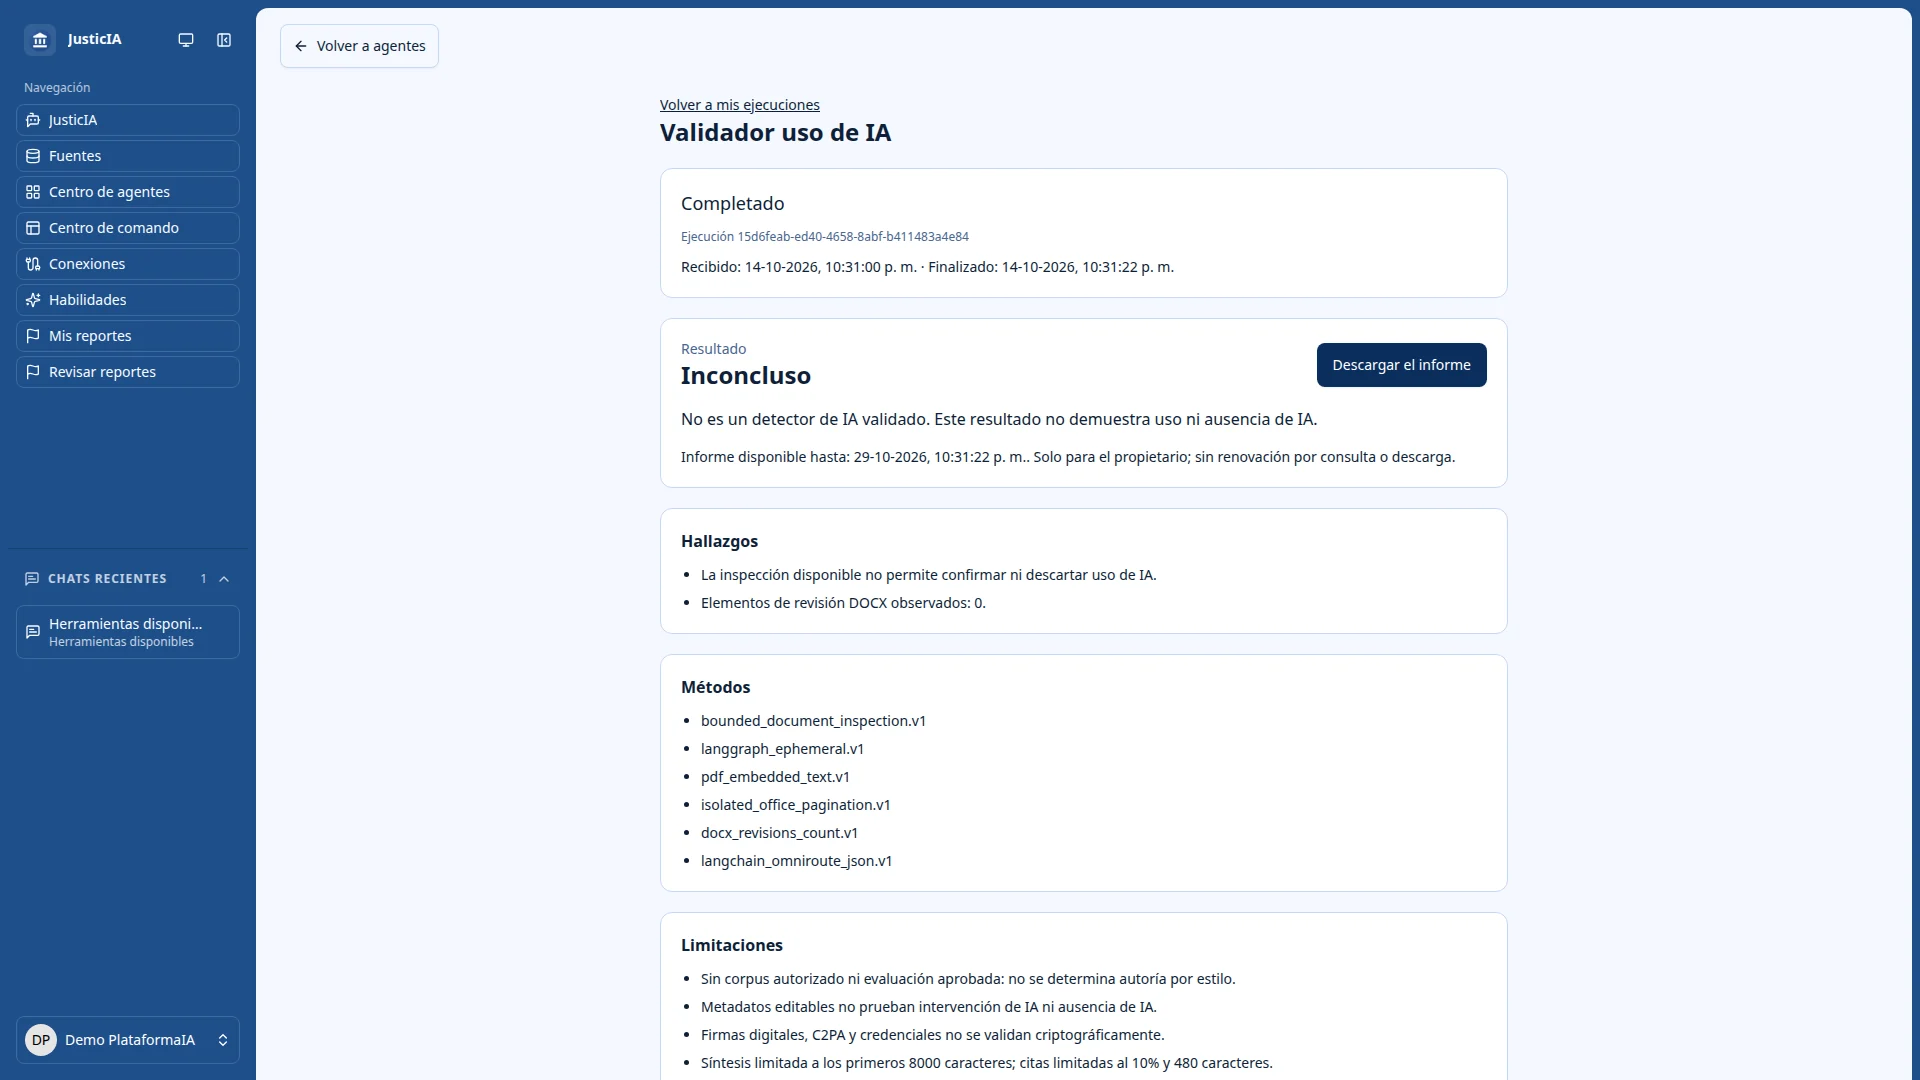 JusticIA
Navegación
JusticIA
Fuentes
Centro de agentes
Centro de comando
Conexiones
Habilidades
Mis reportes
Revisar reportes
CHATS RECIENTES 1
Herramientas disponi...
Herramientas disponibles
DP Demo PlataformaIA
Volver a agentes
Volver a mis ejecuciones
Validador uso de IA
Completado
Ejecución 15d6feab-ed40-4658-8abf-b411483a4e84
Recibido: 14-10-2026, 10:31:00 p. m. · Finalizado: 14-10-2026, 10:31:22 p. m.
Resultado
Inconcluso
Descargar el informe
No es un detector de IA validado. Este resultado no demuestra uso ni ausencia de IA.
Informe disponible hasta: 29-10-2026, 10:31:22 p. m.. Solo para el propietario; sin renovación por consulta o descarga.
Hallazgos
La inspección disponible no permite confirmar ni descartar uso de IA.
Elementos de revisión DOCX observados: 0.
Métodos
bounded_document_inspection.v1
langgraph_ephemeral.v1
pdf_embedded_text.v1
isolated_office_pagination.v1
docx_revisions_count.v1
langchain_omniroute_json.v1
Limitaciones
Sin corpus autorizado ni evaluación aprobada: no se determina autoría por estilo.
Metadatos editables no prueban intervención de IA ni ausencia de IA.
Firmas digitales, C2PA y credenciales no se validan criptográficamente.
Síntesis limitada a los primeros 8000 caracteres; citas limitadas al 10% y 480 caracteres.